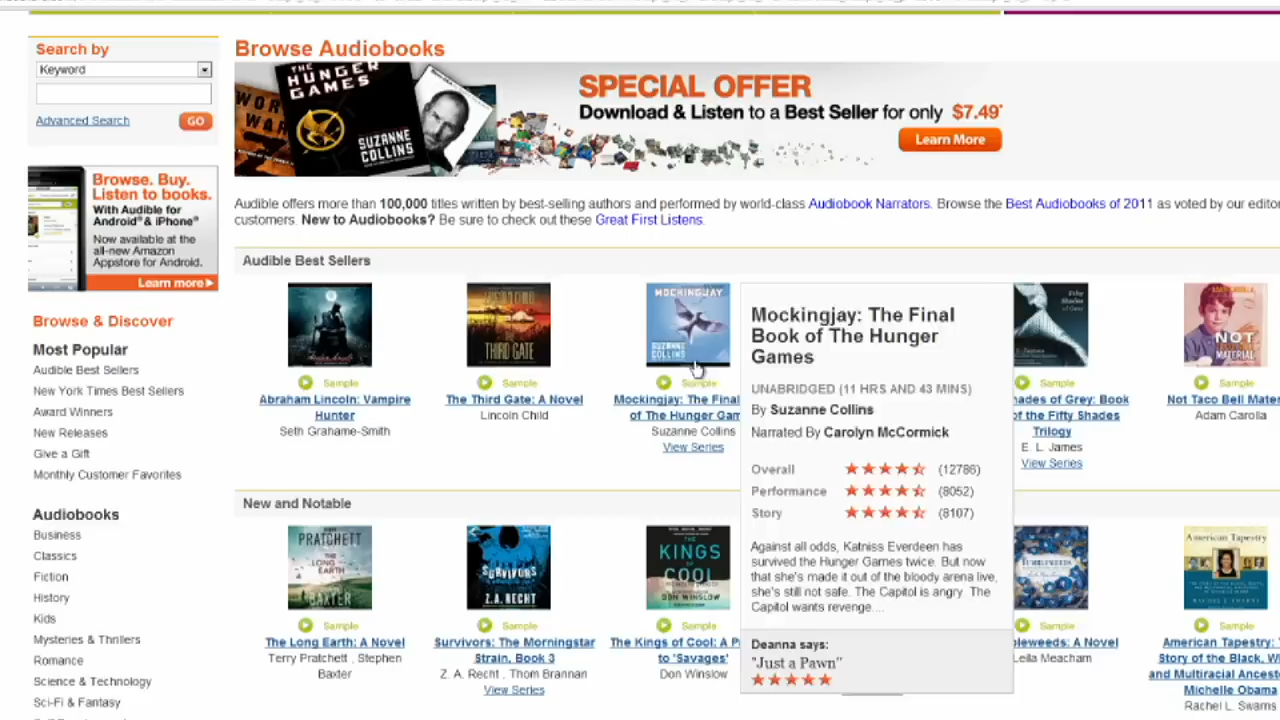 Search by
Keyword
Advanced Search
GO
Browse. Buy.
Listen to books.
With Audible for
Android® & iPhone®
Now available at the
all-new Amazon
Appstore for Android.
Learn more
Browse & Discover
Most Popular
Audible Best Sellers
New York Times Best Sellers
Award Winners
New Releases
Give a Gift
Monthly Customer Favorites
Audiobooks
Business
Classics
Fiction
History
Kids
Mysteries & Thrillers
Romance
Science & Technology
Sci-Fi & Fantasy
Browse Audiobooks
THE HUNGER
GAMES
SUZANNE
COLLINS
SPECIAL OFFER
Download & Listen to a Best Seller for only $7.49*
Learn More
Audible offers more than 100,000 titles written by best-selling authors and performed by world-class Audiobook Narrators. Browse the Best Audiobooks of 2011 as voted by our
customers. New to Audiobooks? Be sure to check out these Great First Listens.
Audible Best Sellers
THE THIRD GATE
MOCKINGJAY
SUZANNE
COLLINS
Fifty
Shades
of Grey
NOT
Sample
Sample
Sample
Sample
Sample
Abraham Lincoln: Vampire
Hunter
Seth Grahame-Smith
The Third Gate: A Novel
Lincoln Child
Mockingjay: The Final
of The Hunger
Suzanne Collins
View Series
of Grey: Book
of the Fifty Shades
Trilogy
E. L. James
View Series
Not Taco Bell
Adam Carolla
Mockingjay: The Final
Book of The Hunger
Games
UNABRIDGED (11 HRS AND 43 MINS)
By Suzanne Collins
Narrated By Carolyn McCormick
Overall (12786)
Performance (8052)
Story (8107)
Against all odds, Katniss Everdeen has
survived the Hunger Games twice. But now
that she's made it out of the bloody arena live,
she's still not safe. The Capitol is angry. The
Capitol wants revenge....
Deanna says:
"Just a Pawn"
New and Notable
PRATCHETT
THE
LONG
EARTH
BAXTER
SURVIVORS
Z.A. RECHT
THE
KINGS
OF
COOL
DON WINSLOW
TUMBLEWEEDS
American Tapestry
Sample
Sample
Sample
Sample
Sample
The Long Earth: A Novel
Terry Pratchett , Stephen
Baxter
Survivors: The Morningstar
Strain, Book 3
Z. A. Recht , Thom Brannan
View Series
The Kings of Cool: A
to 'Savages'
Don Winslow
A Novel
Leila Meacham
American Tapestry:
Story of the Black,
and Multiracial
Michelle Obama
Rachel L. Swarns